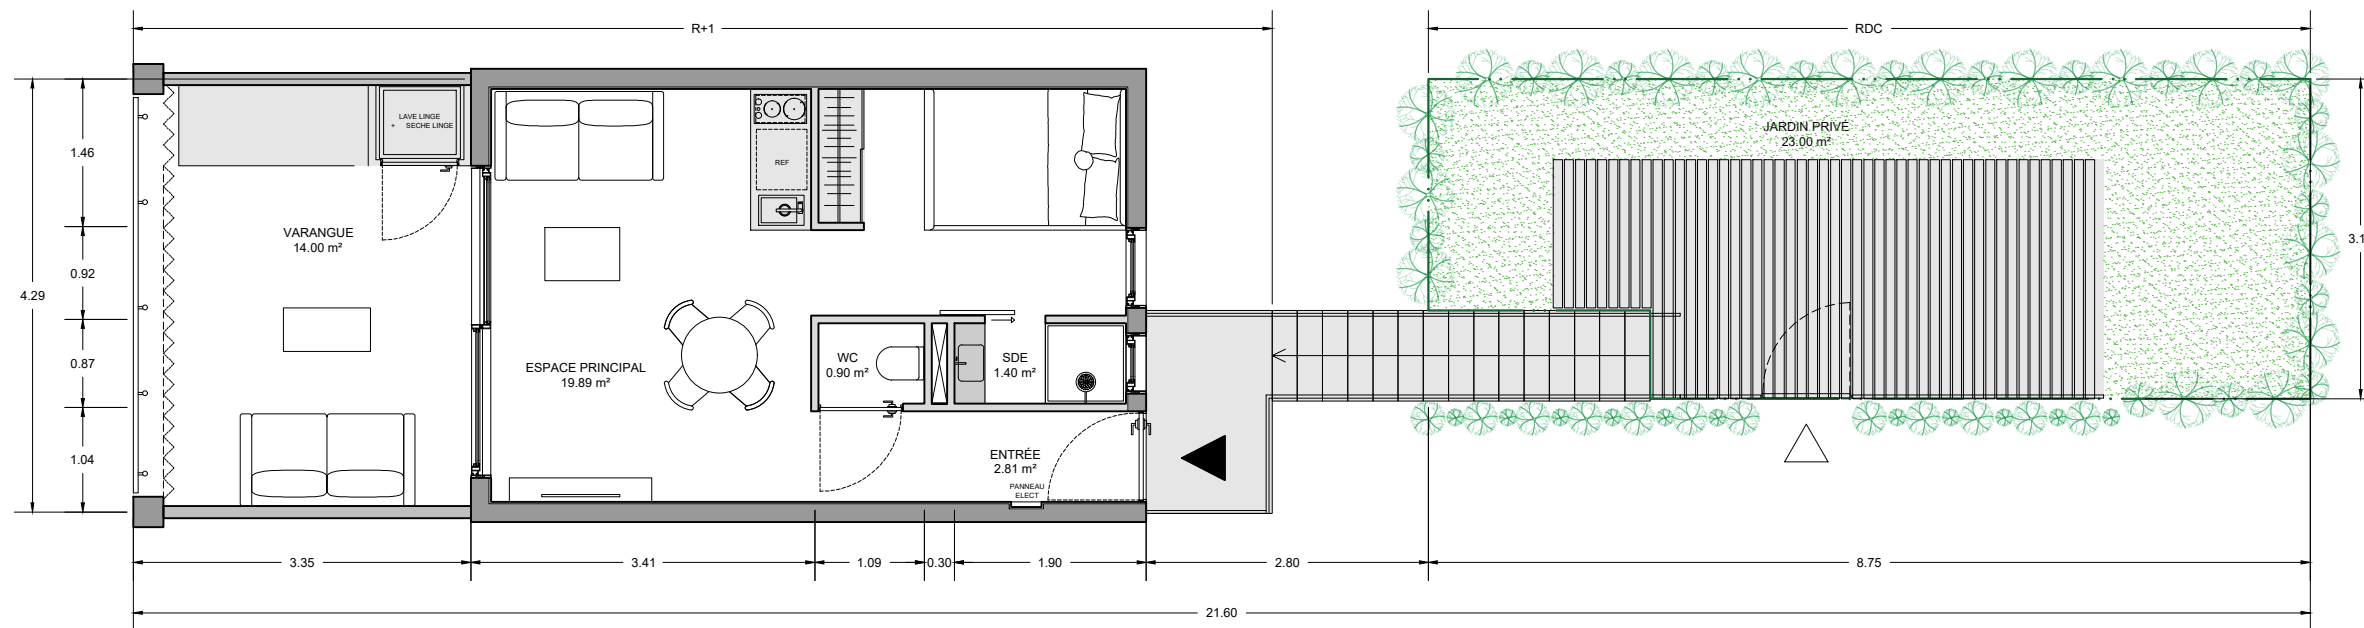 R+1
RDC
LAVE LINGE
+ SECHE LINGE
REF
JARDIN PRIVÉ
23.00 m²
1.46
VARANGUE
14.00 m²
3.1
0.92
4.29
0.87
ESPACE PRINCIPAL
19.89 m²
WC
0.90 m²
SDE
1.40 m²
1.04
ENTRÉE
2.81 m²
PANNEAU
ELECT
3.35
3.41
1.09
0.30
1.90
2.80
8.75
21.60